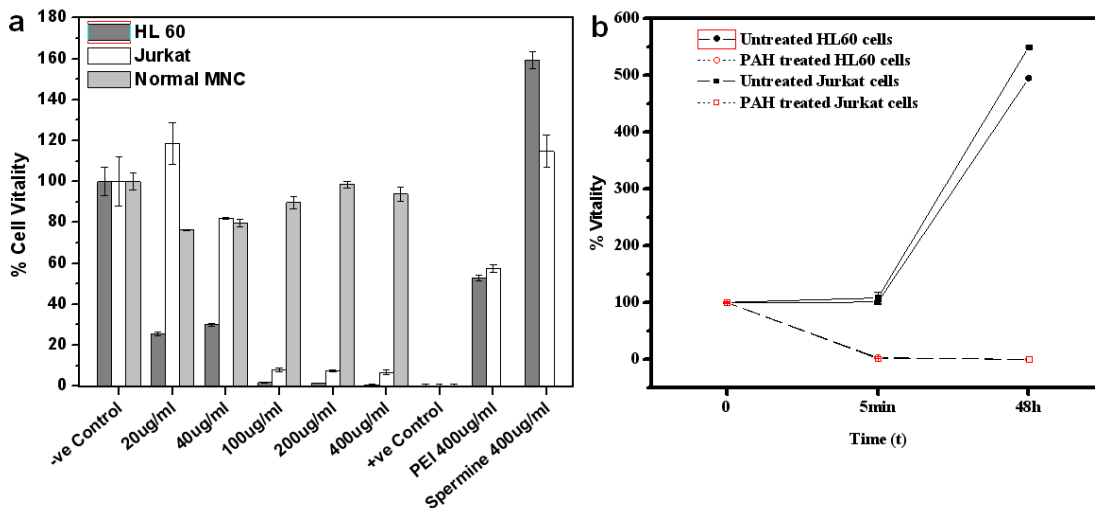 a
HL 60
Jurkat
Normal MNC
% Cell Vitality
180
160
140
120
100
80
60
40
20
0
-ve Control
20ug/ml
40ug/ml
100ug/ml
200ug/ml
400ug/ml
+ve Control
PEI 400ug/ml
Spermine 400ug/ml
b
Untreated HL60 cells
PAH treated HL60 cells
Untreated Jurkat cells
PAH treated Jurkat cells
% Vitality
600
500
400
300
200
100
0
0
5min
48h
Time (t)